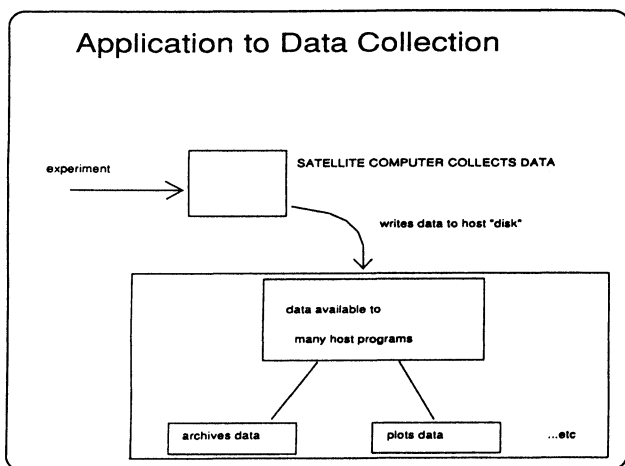 Application to Data Collection
experiment
SATELLITE COMPUTER COLLECTS DATA
writes data to host "disk"
data available to
many host programs
archives data
plots data
...etc